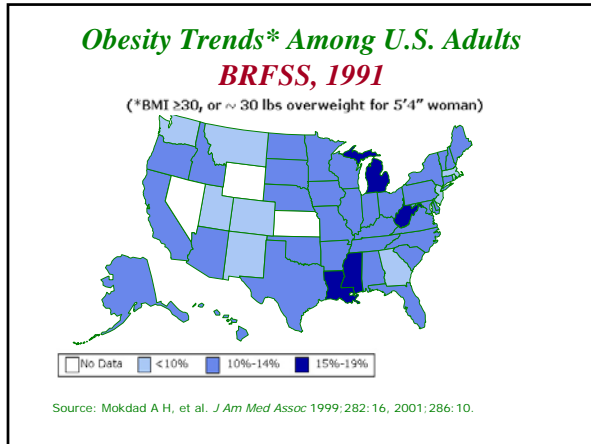 Obesity Trends* Among U.S. Adults
BRFSS, 1991
(*BMI ≥30, or ~ 30 lbs overweight for 5’4” woman)
No Data <10% 10%-14% 15%-19%
Source: Mokdad A H, et al. J Am Med Assoc 1999;282:16, 2001;286:10.